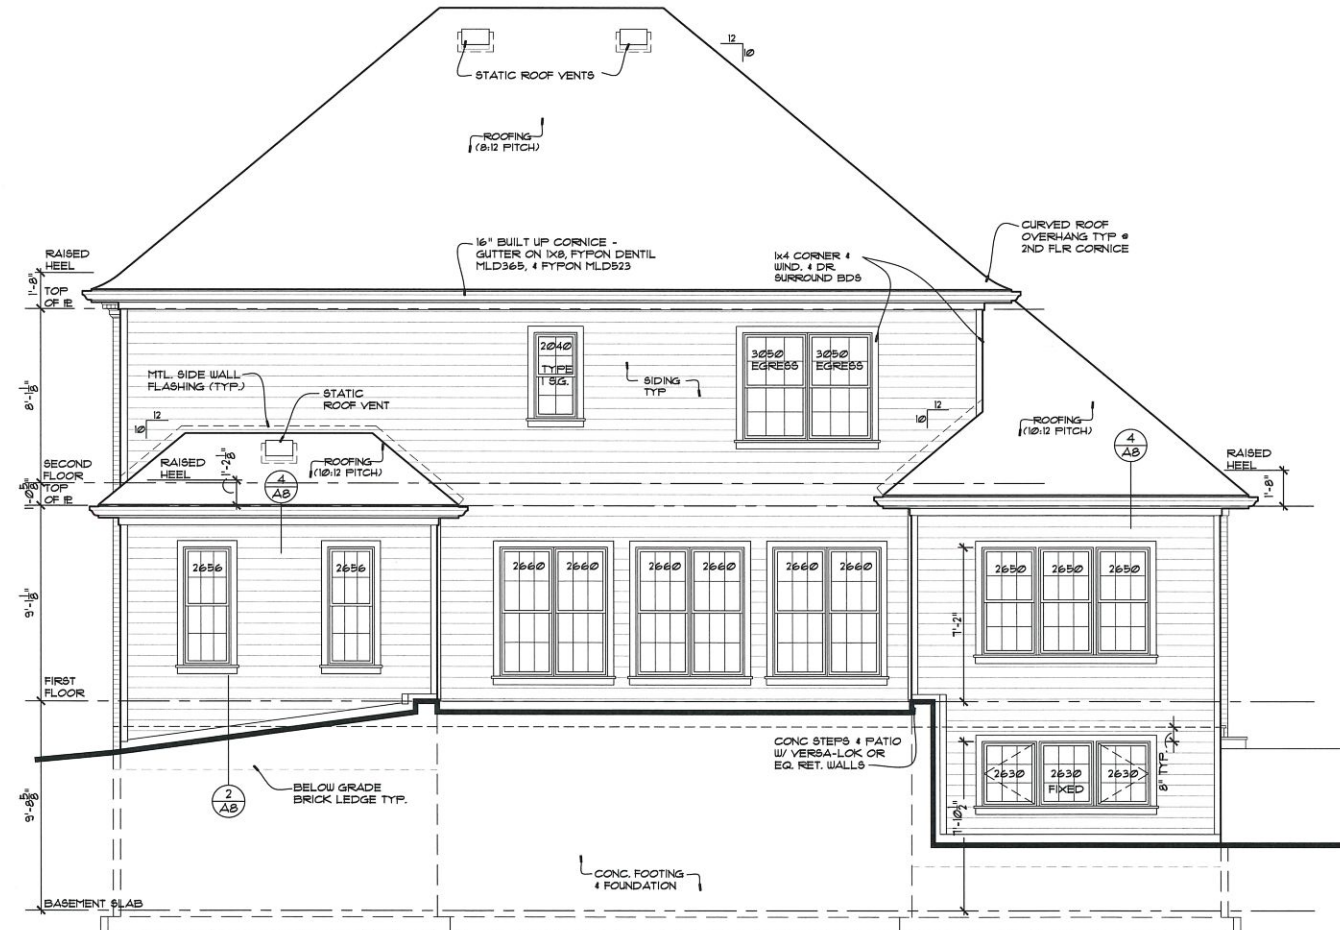 12
10
STATIC ROOF VENTS
ROOFING
(8:12 PITCH)
CURVED ROOF
OVERHANG TYP @
2ND FLR CORNICE
16" BUILT UP CORNICE -
GUTTER ON 1x8, FYPON DENTIL
MLD365, & FYPON MLD523
1x4 CORNER &
WIND. & DR.
SURROUND BDS
RAISED
HEEL
1'-8"
TOP
OF PL
2040
TYPE
1 S.G.
3050
EGRESS
3050
EGRESS
SIDING
TYP
MTL. SIDE WALL
FLASHING (TYP.)
STATIC
ROOF VENT
8'-1 1/8"
12
10
12
10
ROOFING
(10:12 PITCH)
4
A8
RAISED
HEEL
1'-8"
SECOND
FLOOR
TOP
OF PL
RAISED
HEEL
1'-2 1/8"
ROOFING
(10:12 PITCH)
4
A8
2656
2656
2660
2660
2660
2660
2660
2660
2650
2650
2650
9'-1 1/8"
7'-2"
FIRST
FLOOR
CONC STEPS & PATIO
W/ VERSA-LOK OR
EQ. RET. WALLS
2630
2630
FIXED
2630
8" TYP.
7'-10 1/2"
BELOW GRADE
BRICK LEDGE TYP.
2
A8
9'-8 5/8"
CONC. FOOTING
& FOUNDATION
BASEMENT SLAB